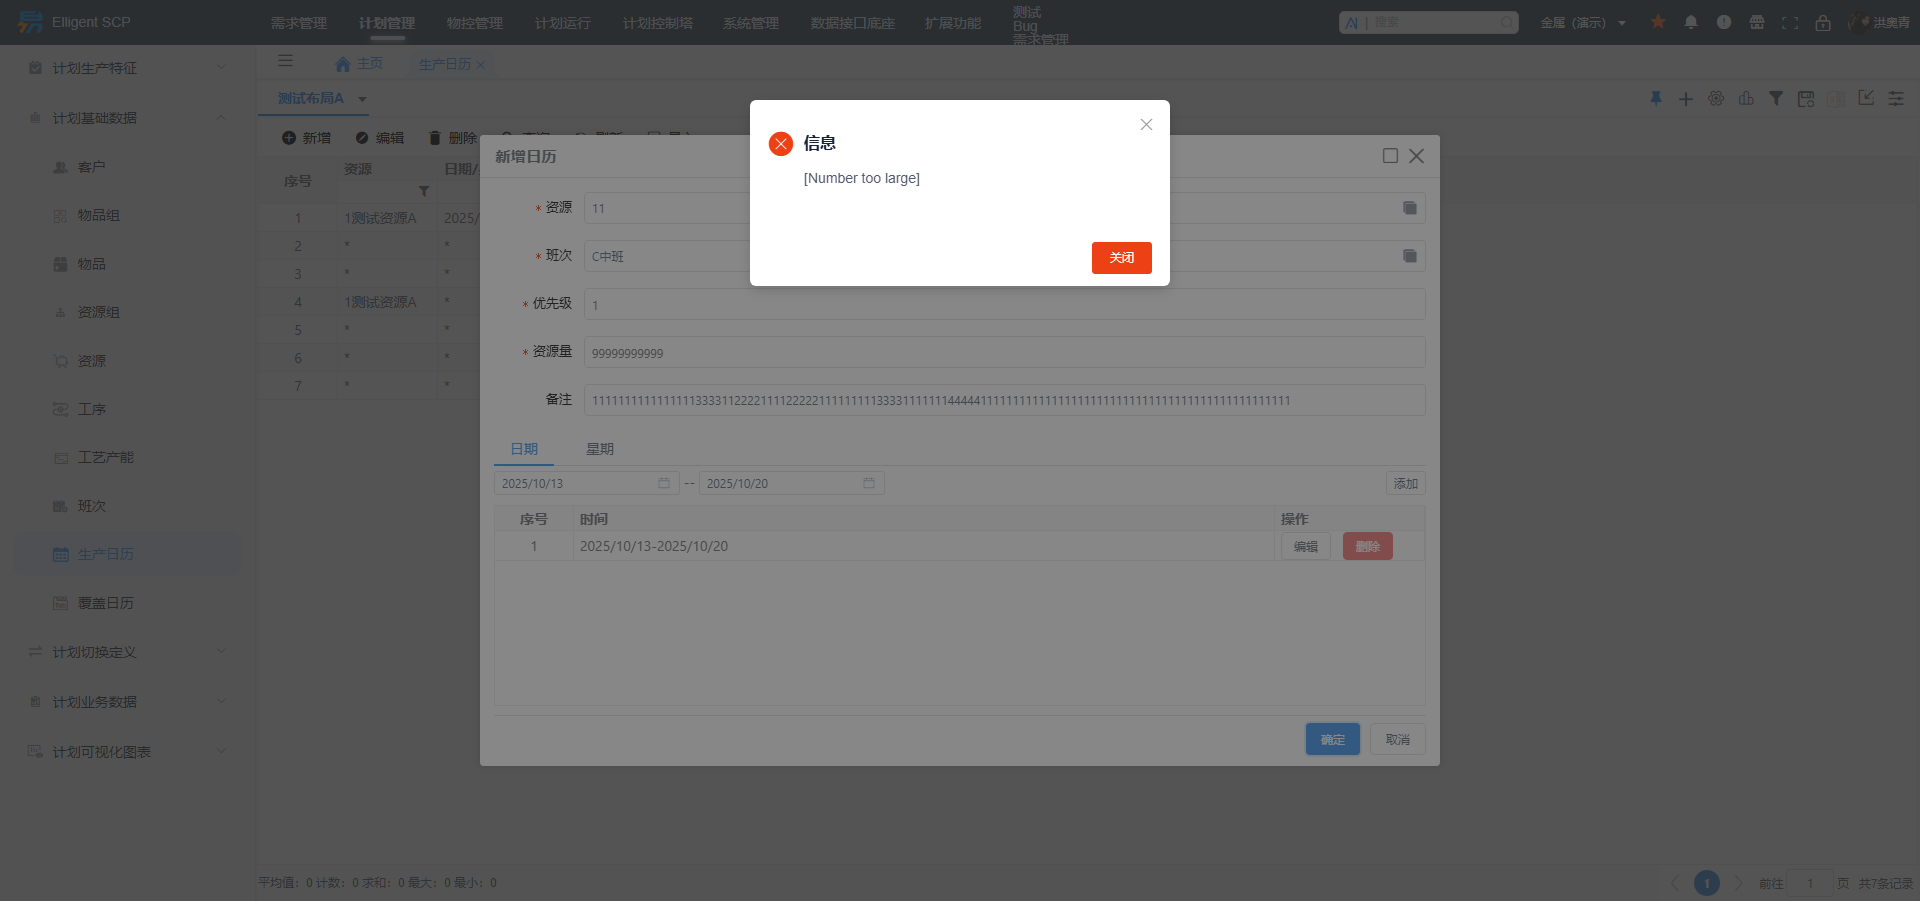 Elligent SCP
需求管理
计划管理
物控管理
计划运行
计划控制塔
系统管理
数据接口底座
扩展功能
测试
Bug
需求管理
AI | 搜索
金属（演示）
洪奥青
计划生产特征
计划基础数据
客户
物品组
物品
资源组
资源
工序
工艺产能
班次
生产日历
覆盖日历
计划切换定义
计划业务数据
计划可视化图表
主页
生产日历
测试布局A
新增
编辑
删除
序号
资源
日期/
1
1测试资源A
2025/
2
*
*
3
*
*
4
1测试资源A
*
5
*
*
6
*
*
7
*
*
新增日历
* 资源
11
* 班次
C中班
* 优先级
1
* 资源量
99999999999
备注
日期
星期
2025/10/13
--
2025/10/20
添加
序号
时间
操作
1
2025/10/13-2025/10/20
编辑
删除
确定
取消
信息
[Number too large]
关闭
平均值：0 计数：0 求和：0 最大：0 最小：0
1
前往
1
页
共7条记录